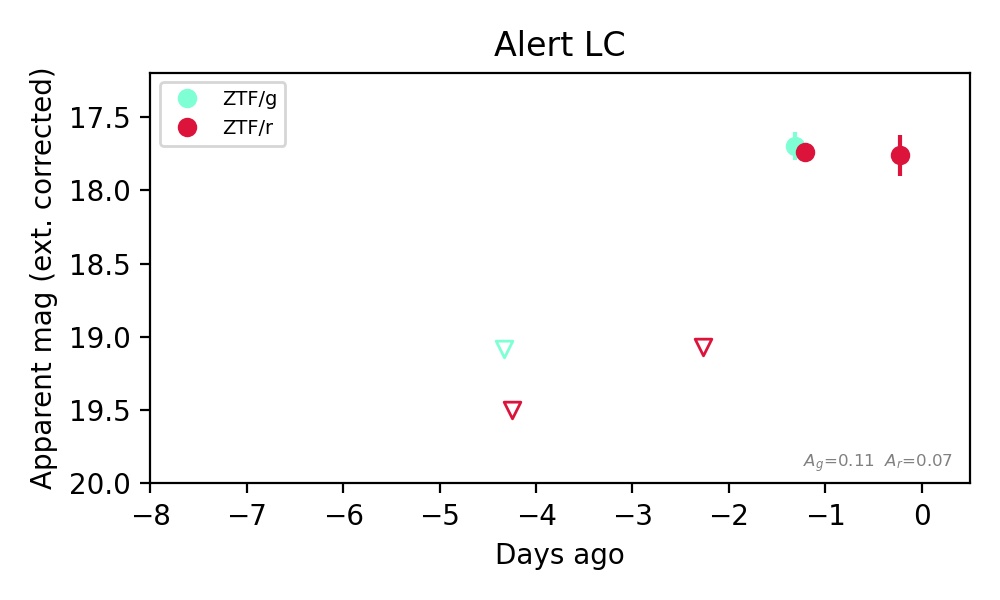 Alert LC
ZTF/g
ZTF/r
Apparent mag (ext. corrected)
17.5
18.0
18.5
19.0
19.5
20.0
A_g=0.11 A_r=0.07
−8 −7 −6 −5 −4 −3 −2 −1 0
Days ago